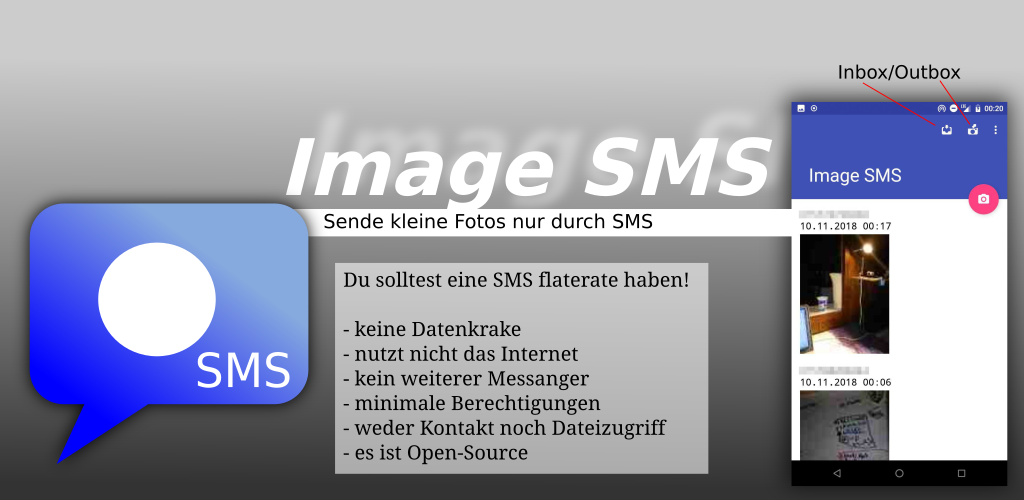 Inbox/Outbox
00:20
Image SMS
Sende kleine Fotos nur durch SMS
SMS
Du solltest eine SMS flaterate haben!
- keine Datenkrake
- nutzt nicht das Internet
- kein weiterer Messanger
- minimale Berechtigungen
- weder Kontakt noch Dateizugriff
- es ist Open-Source
Image SMS
10.11.2018 00:17
10.11.2018 00:06